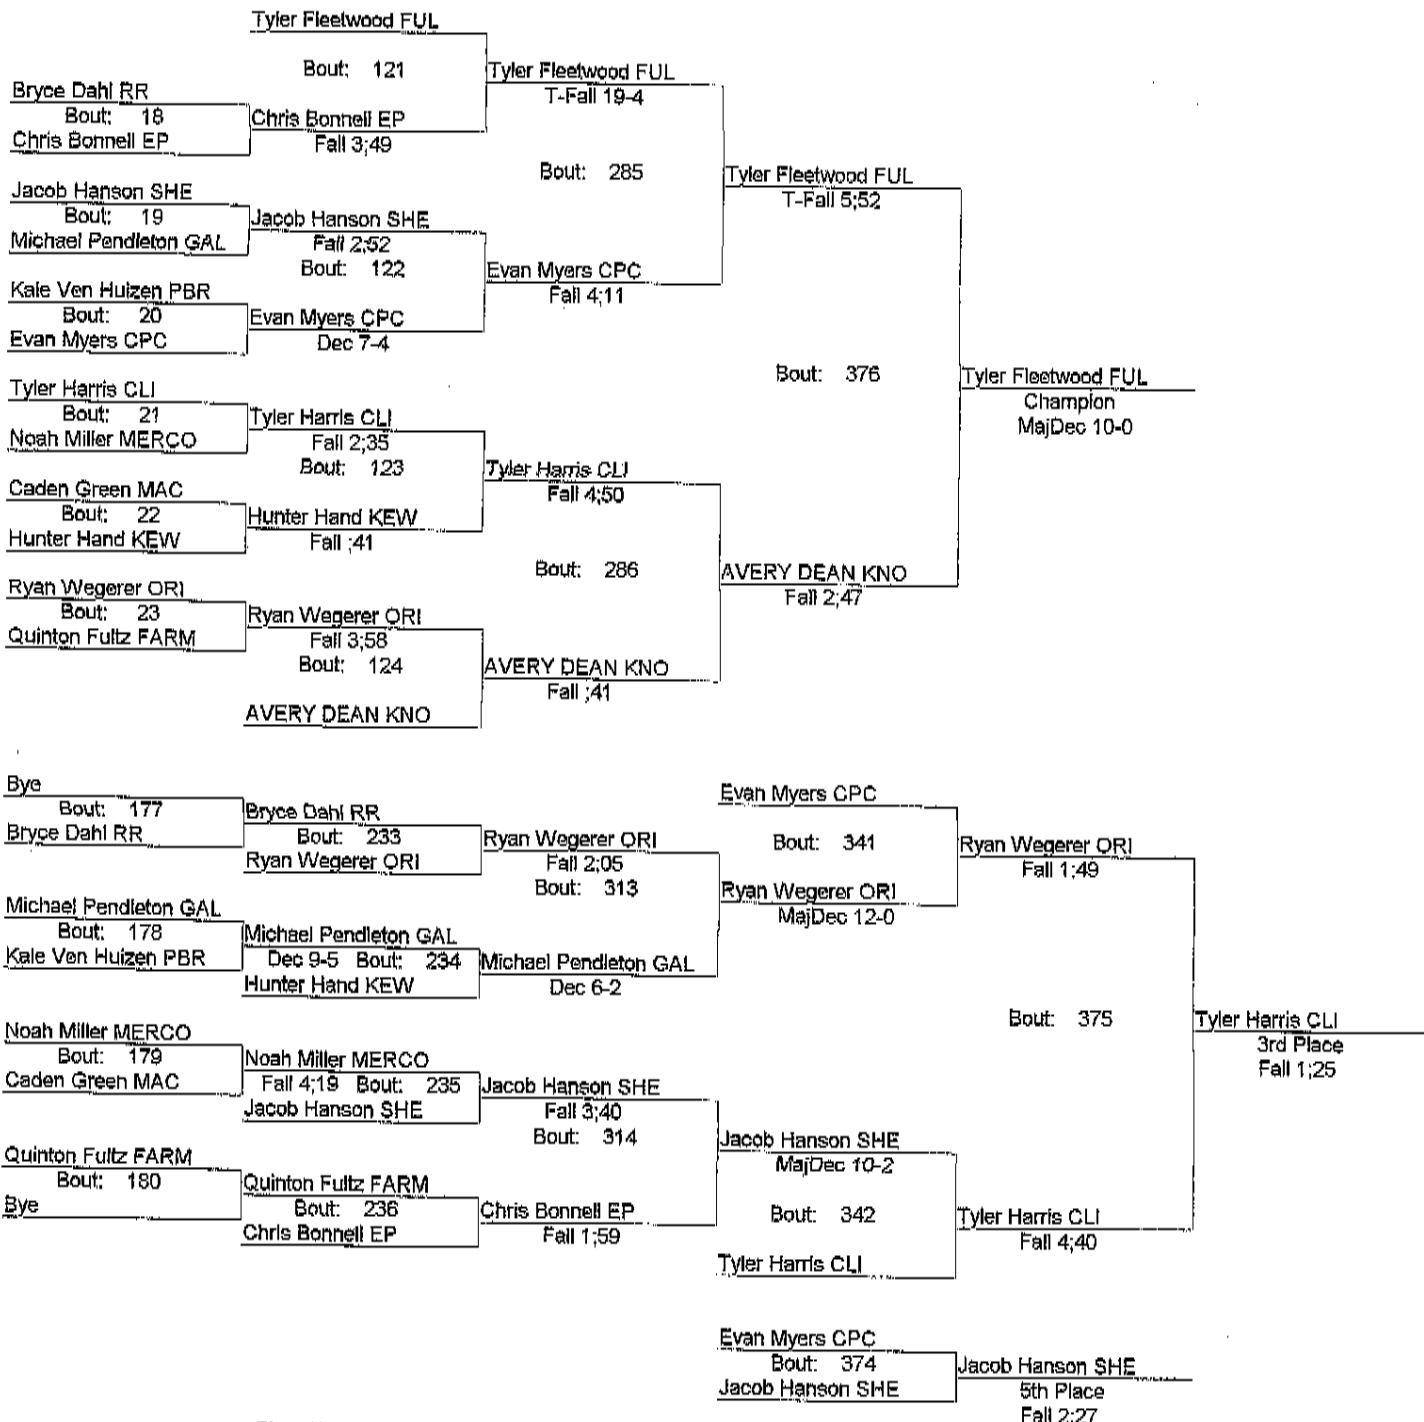 Tyler Fleetwood FUL
Bout: 121
Tyler Fleetwood FUL
T-Fall 19-4
Bryce Dahl RR
Bout: 18
Chris Bonnell EP
Chris Bonnell EP
Fall 3;49
Bout: 285
Tyler Fleetwood FUL
T-Fall 5;52
Jacob Hanson SHE
Bout: 19
Michael Pendleton GAL
Jacob Hanson SHE
Fall 2;52
Bout: 122
Evan Myers CPC
Fall 4;11
Kale Ven Huizen PBR
Bout: 20
Evan Myers CPC
Evan Myers CPC
Dec 7-4
Bout: 376
Tyler Fleetwood FUL
Champion
MajDec 10-0
Tyler Harris CLI
Bout: 21
Noah Miller MERCO
Tyler Harris CLI
Fall 2;35
Bout: 123
Tyler Harris CLI
Fall 4;50
Caden Green MAC
Bout: 22
Hunter Hand KEW
Hunter Hand KEW
Fall ;41
Bout: 286
AVERY DEAN KNO
Fall 2;47
Ryan Wegerer ORI
Bout: 23
Quinton Fultz FARM
Ryan Wegerer ORI
Fall 3;58
Bout: 124
AVERY DEAN KNO
Fall ;41
AVERY DEAN KNO
Bye
Bout: 177
Bryce Dahl RR
Bryce Dahl RR
Bout: 233
Ryan Wegerer ORI
Ryan Wegerer ORI
Fall 2;05
Bout: 313
Evan Myers CPC
Bout: 341
Ryan Wegerer ORI
MajDec 12-0
Ryan Wegerer ORI
Fall 1;49
Michael Pendleton GAL
Bout: 178
Kale Ven Huizen PBR
Michael Pendleton GAL
Dec 9-5 Bout: 234
Hunter Hand KEW
Michael Pendleton GAL
Dec 6-2
Bout: 375
Tyler Harris CLI
3rd Place
Fall 1;25
Noah Miller MERCO
Bout: 179
Caden Green MAC
Noah Miller MERCO
Fall 4;19 Bout: 235
Jacob Hanson SHE
Jacob Hanson SHE
Fall 3;40
Bout: 314
Jacob Hanson SHE
MajDec 10-2
Bout: 342
Tyler Harris CLI
Tyler Harris CLI
Fall 4;40
Quinton Fultz FARM
Bout: 180
Bye
Quinton Fultz FARM
Bout: 236
Chris Bonnell EP
Chris Bonnell EP
Fall 1;59
Evan Myers CPC
Bout: 374
Jacob Hanson SHE
Jacob Hanson SHE
5th Place
Fall 2;27